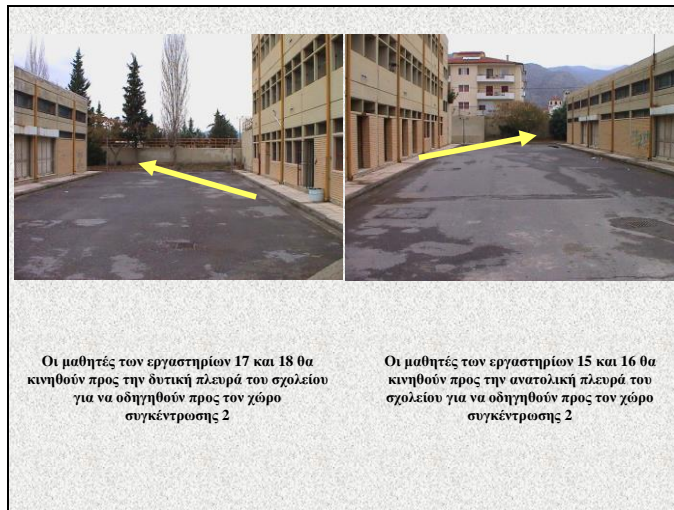 Οι μαθητές των εργαστηρίων 17 και 18 θα
κινηθούν προς την δυτική πλευρά του σχολείου
για να οδηγηθούν προς τον χώρο
συγκέντρωσης 2
Οι μαθητές των εργαστηρίων 15 και 16 θα
κινηθούν προς την ανατολική πλευρά του
σχολείου για να οδηγηθούν προς τον χώρο
συγκέντρωσης 2